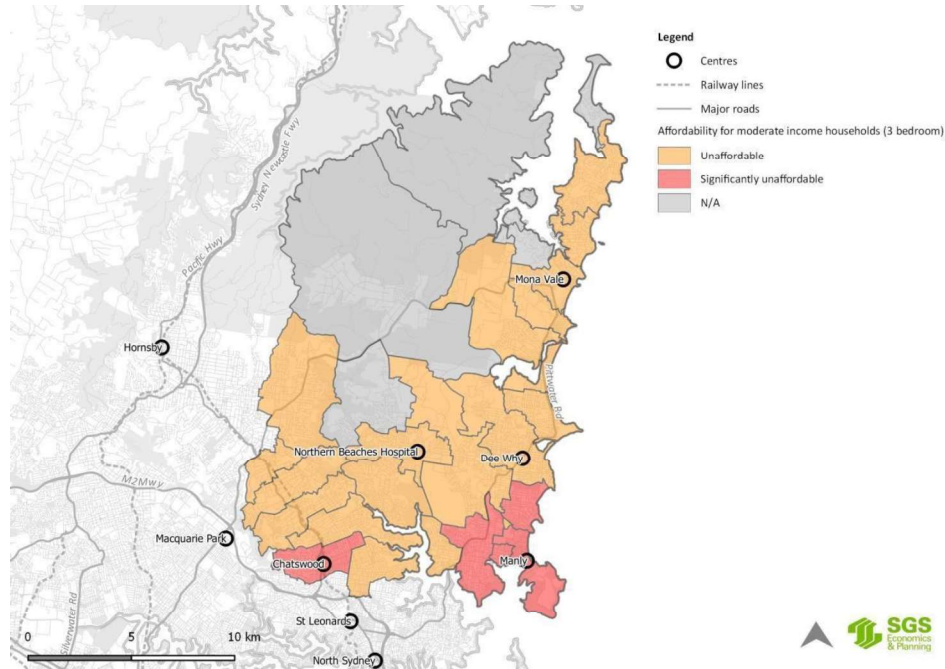 Legend
Centres
Railway lines
Major roads
Affordability for moderate income households (3 bedroom)
Unaffordable
Significantly unaffordable
N/A
Sydney Newcastle Fwy
Pacific Hwy
Mona Vale
Hornsby
Pittwater Rd
Northern Beaches Hospital
Dee Why
M2Mwy
Macquarie Park
Chatswood
Manly
Silverwater Rd
St Leonards
North Sydney
0 5 10 km
SGS
Economics
& Planning